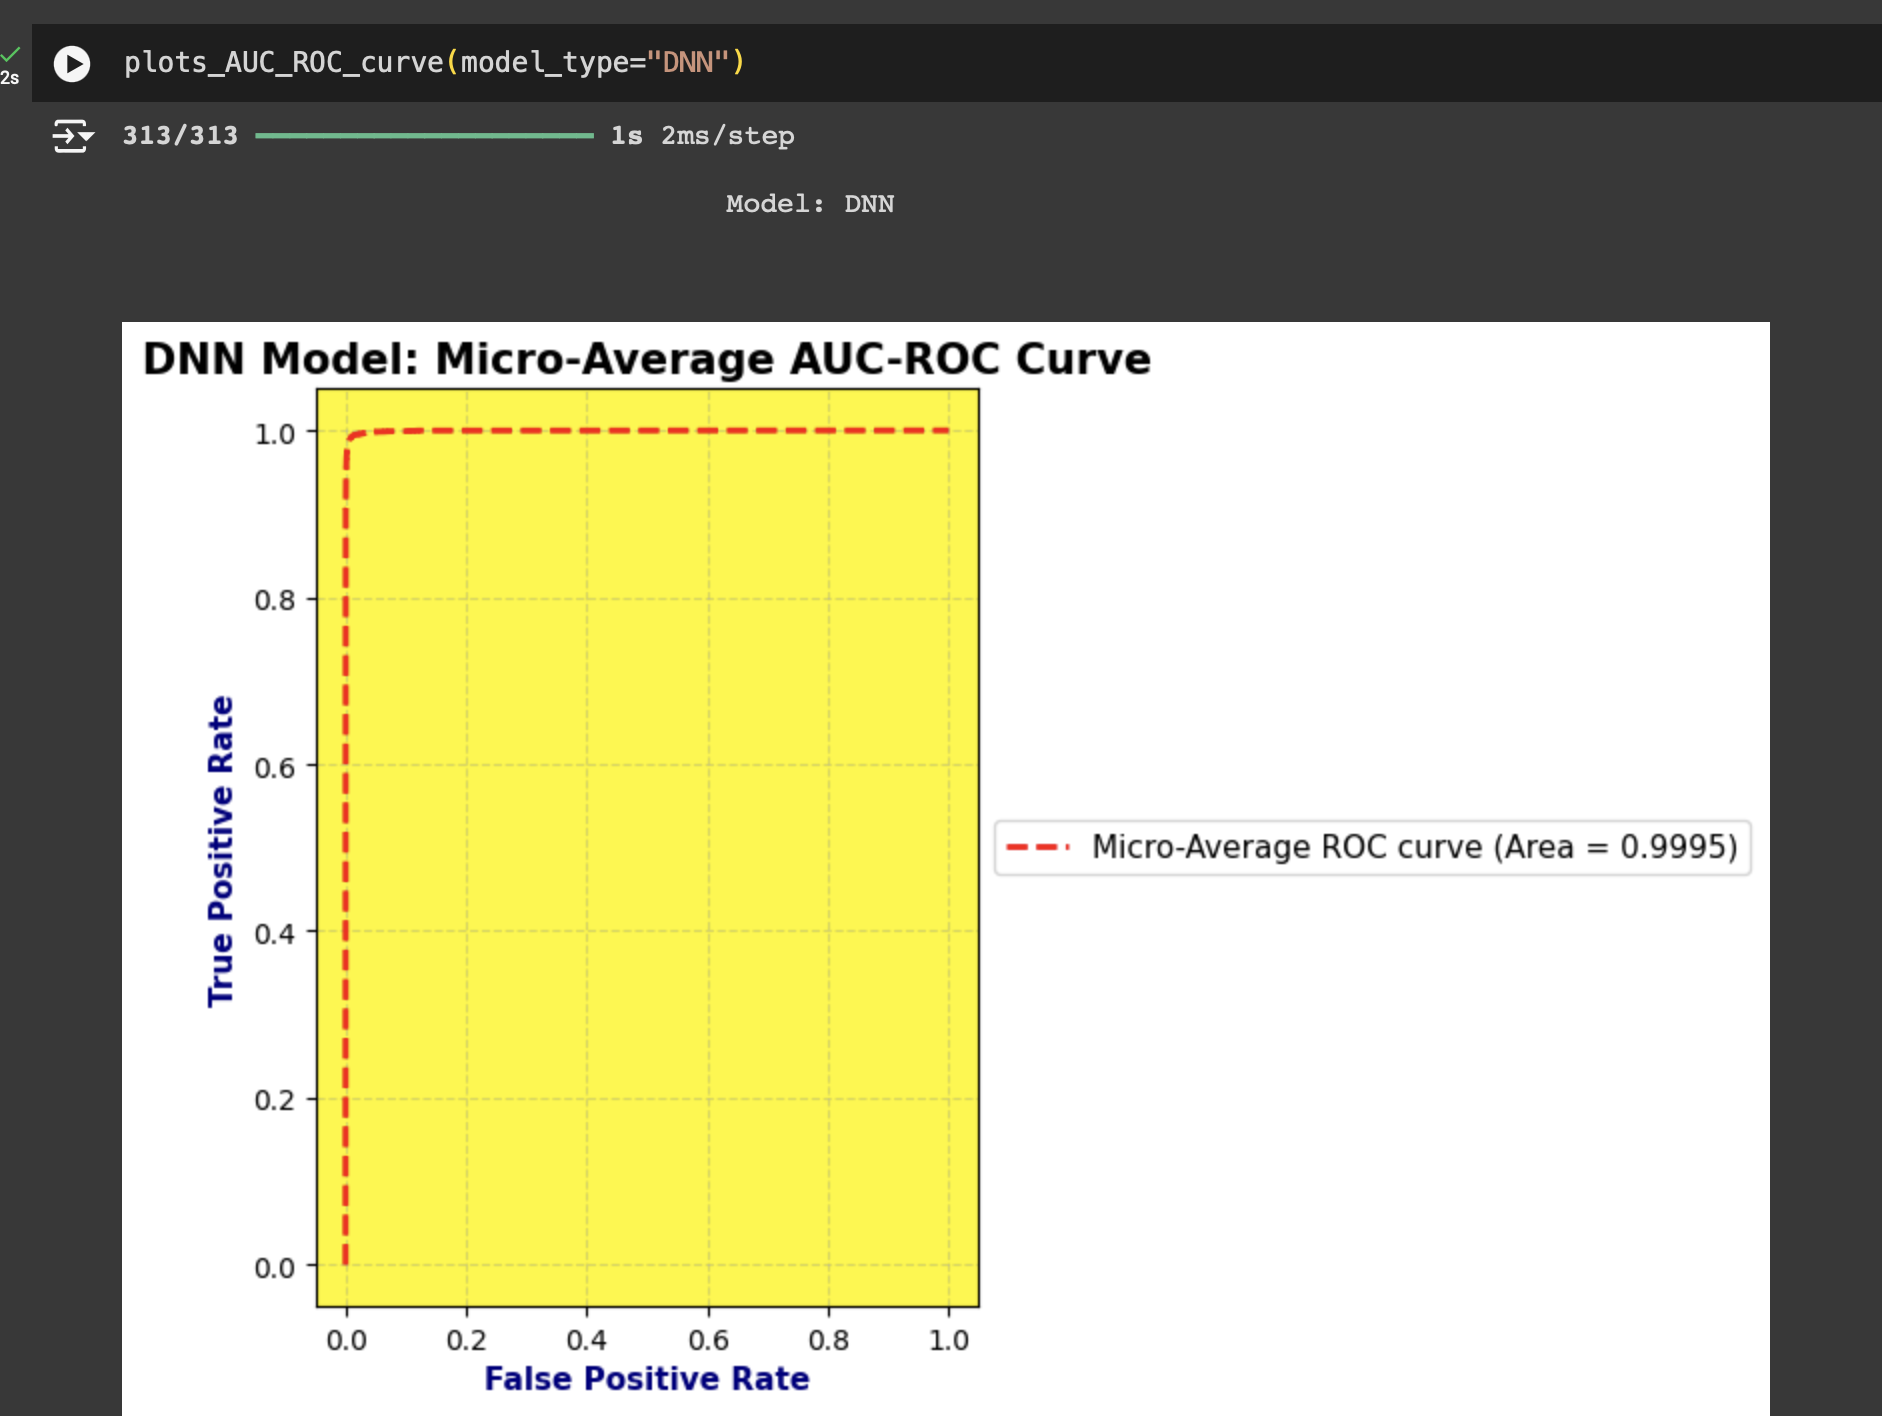 plots_AUC_ROC_curve(model_type="DNN")
2s
313/313 1s 2ms/step
Model: DNN
DNN Model: Micro-Average AUC-ROC Curve
1.0
0.8
0.6
0.4
0.2
0.0
True Positive Rate
Micro-Average ROC curve (Area = 0.9995)
0.0 0.2 0.4 0.6 0.8 1.0
False Positive Rate